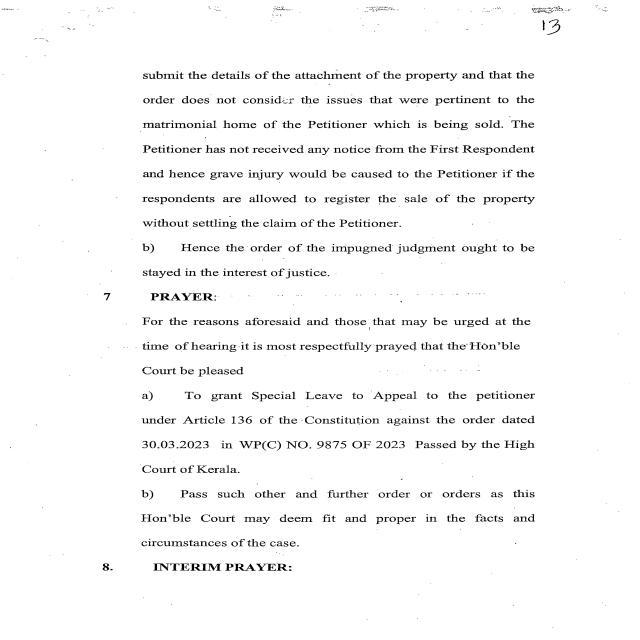 13
submit the details of the attachment of the property and that the
order does not consider the issues that were pertinent to the
matrimonial home of the Petitioner which is being sold. The
Petitioner has not received any notice from the First Respondent
and hence grave injury would be caused to the Petitioner if the
respondents are allowed to register the sale of the property
without settling the claim of the Petitioner.
b) Hence the order of the impugned judgment ought to be
stayed in the interest of justice.
7 PRAYER:
For the reasons aforesaid and those that may be urged at the
time of hearing it is most respectfully prayed that the Hon'ble
Court be pleased
a) To grant Special Leave to Appeal to the petitioner
under Article 136 of the Constitution against the order dated
30.03.2023 in WP(C) NO. 9875 OF 2023 Passed by the High
Court of Kerala.
b) Pass such other and further order or orders as this
Hon'ble Court may deem fit and proper in the facts and
circumstances of the case.
8. INTERIM PRAYER: